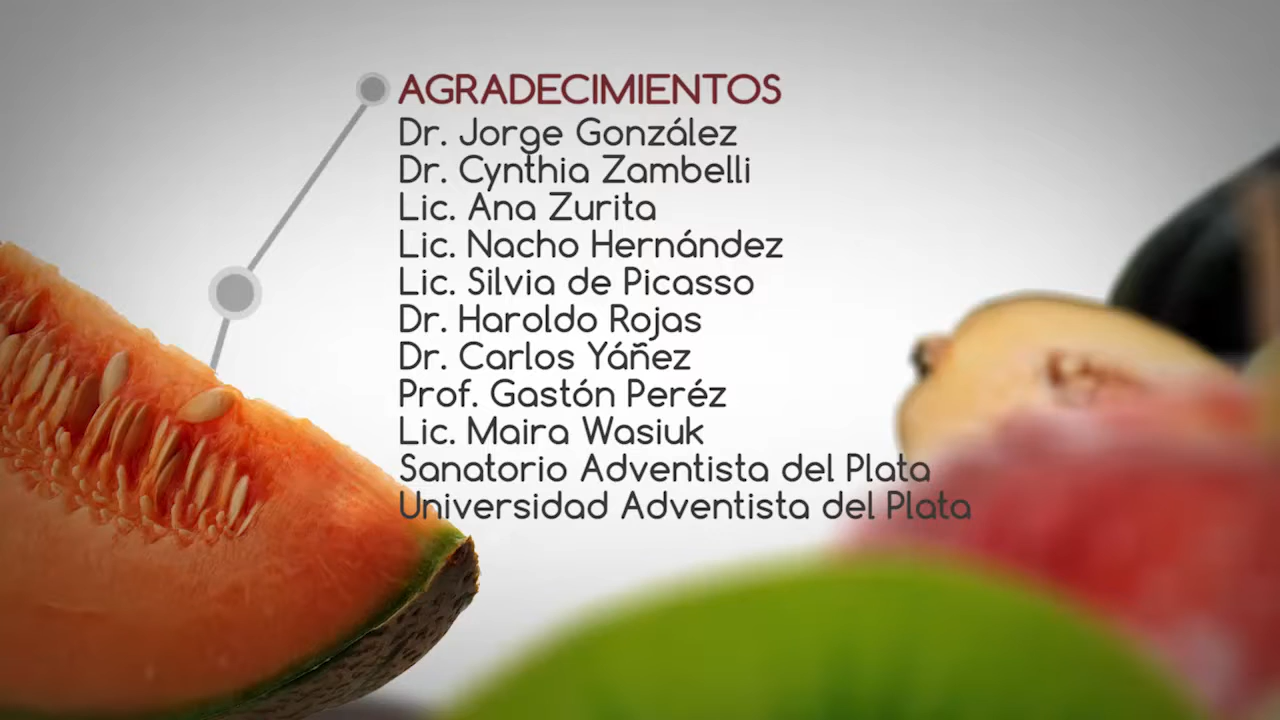 AGRADECIMIENTOS
Dr. Jorge González
Dr. Cynthia Zambelli
Lic. Ana Zurita
Lic. Nacho Hernández
Lic. Silvia de Picasso
Dr. Haroldo Rojas
Dr. Carlos Yáñez
Prof. Gastón Peréz
Lic. Maira Wasiuk
Sanatorio Adventista del Plata
Universidad Adventista del Plata